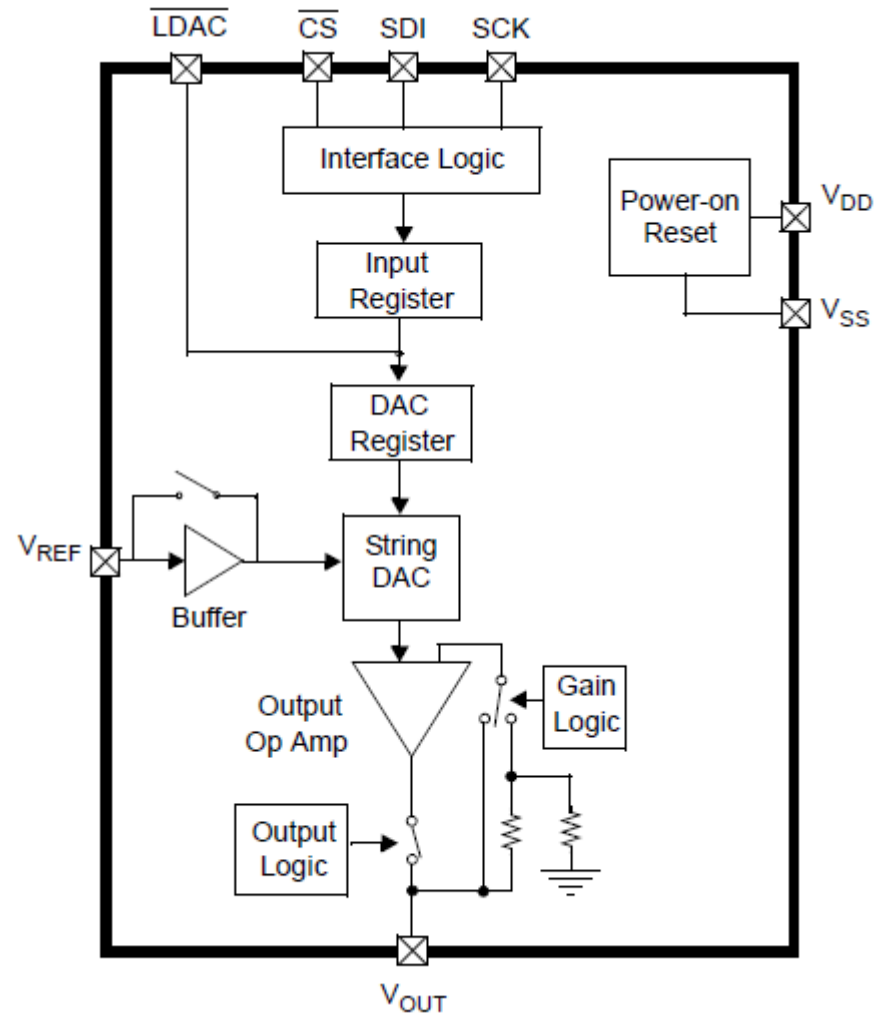 LDAC CS SDI SCK
Interface Logic
Power-on
Reset
VDD
Input
Register
VSS
DAC
Register
VREF
String
DAC
Buffer
Output
Op Amp
Gain
Logic
Output
Logic
VOUT